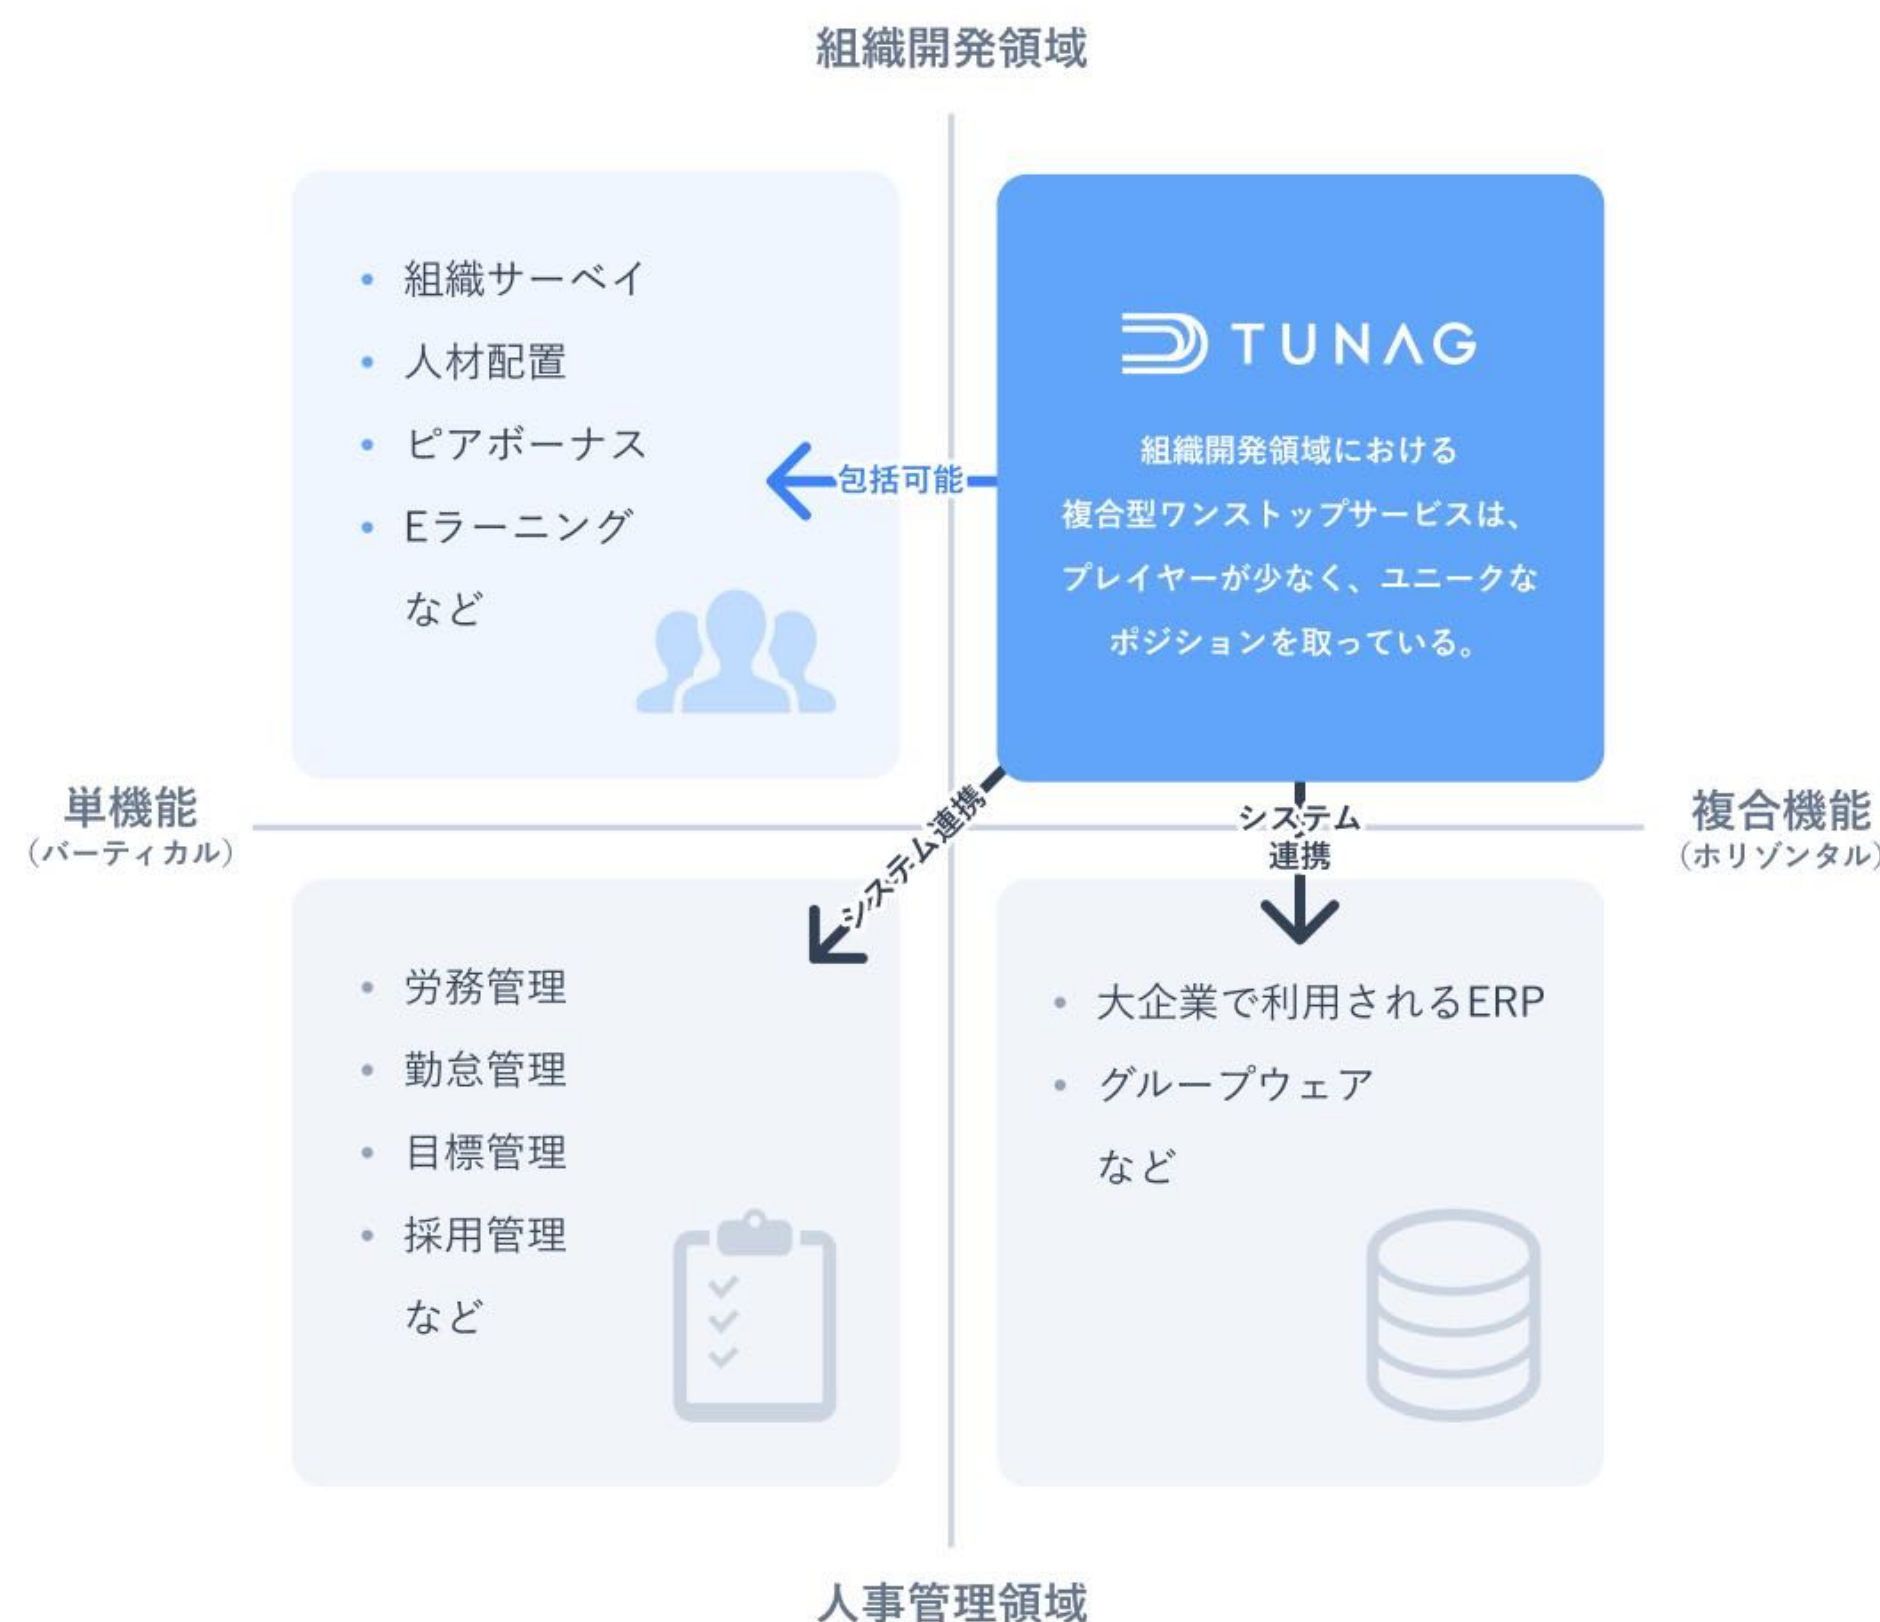 組織開発領域
• 組織サーベイ
• 人材配置
• ピアボーナス
• Eラーニング
など
包括可能
TUNAG
組織開発領域における
複合型ワンストップサービスは、
プレイヤーが少なく、ユニークな
ポジションを取っている。
単機能
（バーティカル）
複合機能
（ホリゾンタル）
システム連携
システム
連携
• 労務管理
• 勤怠管理
• 目標管理
• 採用管理
など
• 大企業で利用されるERP
• グループウェア
など
人事管理領域